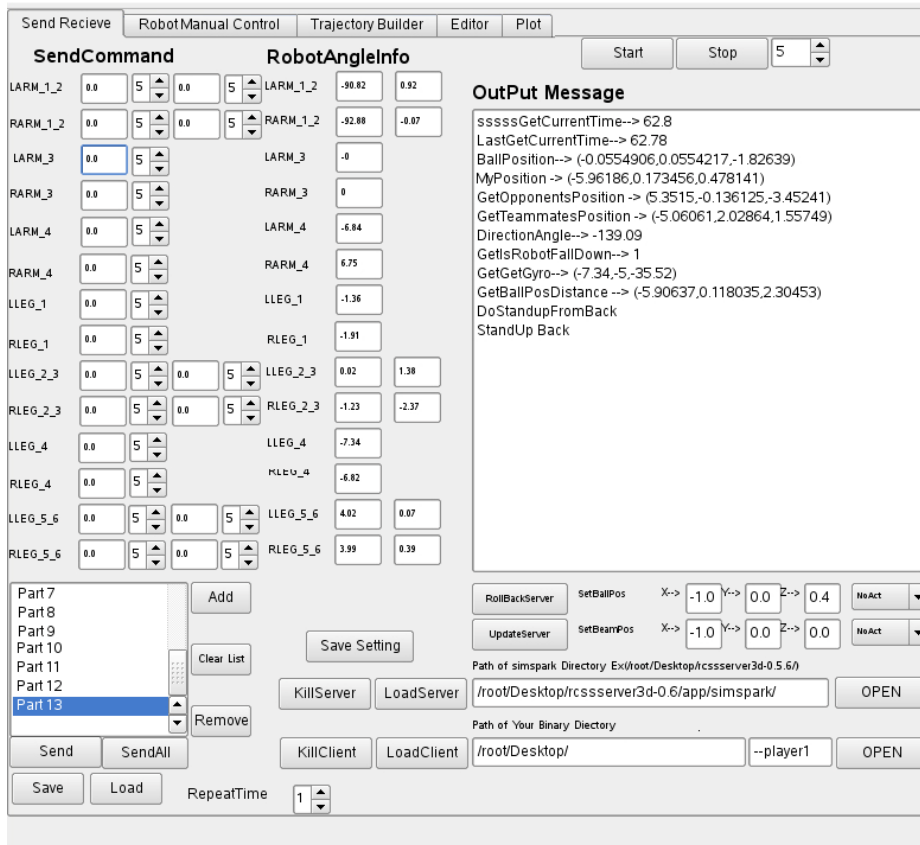 Send Recieve Robot Manual Control Trajectory Builder Editor Plot
SendCommand RobotAngleInfo Start Stop 5
LARM_1_2 0.0 5 0.0 5 LARM_1_2 -90.82 0.92
RARM_1_2 0.0 5 0.0 5 RARM_1_2 -92.88 -0.07
LARM_3 0.0 5 LARM_3 -0
RARM_3 0.0 5 RARM_3 0
LARM_4 0.0 5 LARM_4 -6.84
RARM_4 0.0 5 RARM_4 6.75
LLEG_1 0.0 5 LLEG_1 -1.36
RLEG_1 0.0 5 RLEG_1 -1.91
LLEG_2_3 0.0 5 0.0 5 LLEG_2_3 0.02 1.38
RLEG_2_3 0.0 5 0.0 5 RLEG_2_3 -1.23 -2.37
LLEG_4 0.0 5 LLEG_4 -7.34
RLEG_4 0.0 5 RLEG_4 -6.82
LLEG_5_6 0.0 5 0.0 5 LLEG_5_6 4.02 0.07
RLEG_5_6 0.0 5 0.0 5 RLEG_5_6 3.99 0.39
OutPut Message
sssssGetCurrentTime--> 62.8
LastGetCurrentTime--> 62.78
BallPosition--> (-0.0554906,0.0554217,-1.82639)
MyPosition -> (-5.96186,0.173456,0.478141)
GetOpponentsPosition -> (5.3515,-0.136125,-3.45241)
GetTeammatesPosition -> (-5.06061,2.02864,1.55749)
DirectionAngle--> -139.09
GetIsRobotFallDown--> 1
GetGetGyro--> (-7.34,-5,-35.52)
GetBallPosDistance --> (-5.90637,0.118035,2.30453)
DoStandupFromBack
StandUp Back
Part 7
Part 8
Part 9
Part 10
Part 11
Part 12
Part 13
Add
Clear List
Remove
Send SendAll
Save Load RepeatTime 1
Save Setting
KillServer LoadServer
KillClient LoadClient
RollBackServer SetBallPos X--> -1.0 Y--> 0.0 Z--> 0.4 NoAct
UpdateServer SetBeamPos X--> -1.0 Y--> 0.0 Z--> 0.0 NoAct
Path of simspark Directory Ex(/root/Desktop/rcssserver3d-0.5.6/)
/root/Desktop/rcssserver3d-0.6/app/simspark/ OPEN
Path of Your Binary Diectory
/root/Desktop/ --player1 OPEN